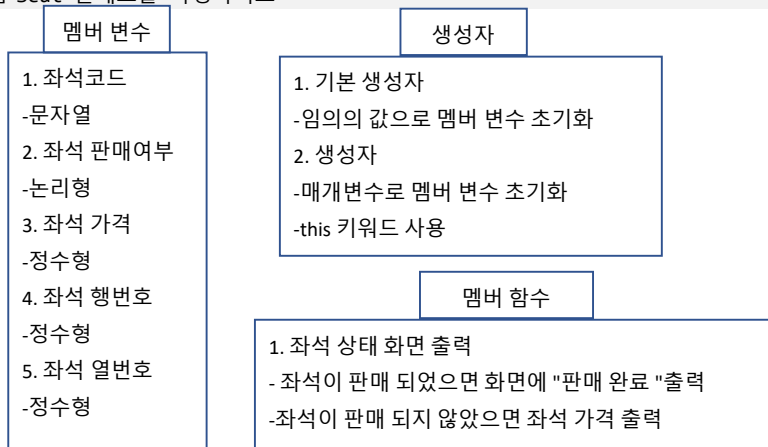 멤버 변수
1. 좌석코드
-문자열
2. 좌석 판매여부
-논리형
3. 좌석 가격
-정수형
4. 좌석 행번호
-정수형
5. 좌석 열번호
-정수형
생성자
1. 기본 생성자
-임의의 값으로 멤버 변수 초기화
2. 생성자
-매개변수로 멤버 변수 초기화
-this 키워드 사용
멤버 함수
1. 좌석 상태 화면 출력
- 좌석이 판매 되었으면 화면에 "판매 완료 "출력
-좌석이 판매 되지 않았으면 좌석 가격 출력